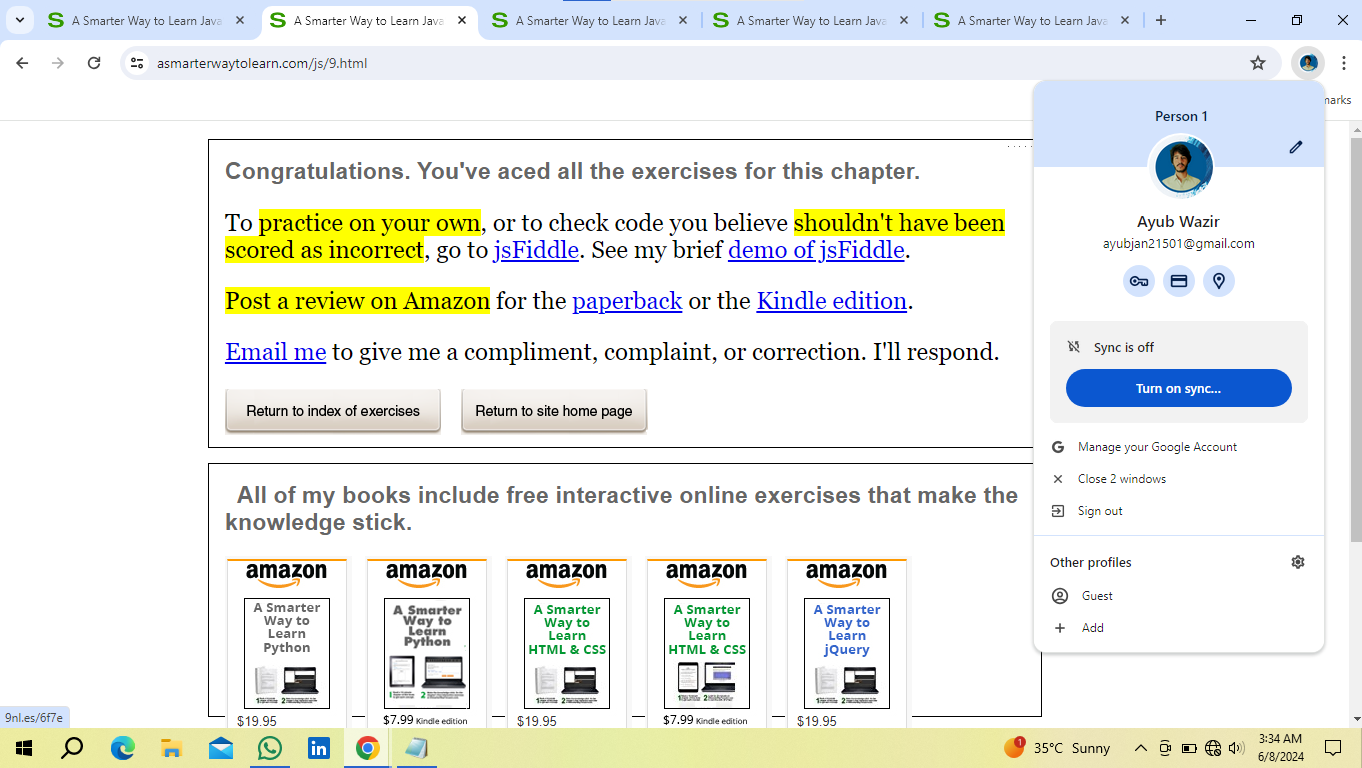 A Smarter Way to Learn Java
A Smarter Way to Learn Java
A Smarter Way to Learn Java
A Smarter Way to Learn Java
A Smarter Way to Learn Java
asmarterwaytolearn.com/js/9.html
marks
Congratulations. You've aced all the exercises for this chapter.
To practice on your own, or to check code you believe shouldn't have been
scored as incorrect, go to jsFiddle. See my brief demo of jsFiddle.
Post a review on Amazon for the paperback or the Kindle edition.
Email me to give me a compliment, complaint, or correction. I'll respond.
Return to index of exercises
Return to site home page
All of my books include free interactive online exercises that make the
knowledge stick.
amazon
A Smarter
Way to
Learn
Python
$19.95
amazon
A Smarter
Way to
Learn
Python
$7.99 Kindle edition
amazon
A Smarter
Way to
Learn
HTML & CSS
$19.95
amazon
A Smarter
Way to
Learn
HTML & CSS
$7.99 Kindle edition
amazon
A Smarter
Way to
Learn
jQuery
$19.95
Person 1
Ayub Wazir
ayubjan21501@gmail.com
Sync is off
Turn on sync...
Manage your Google Account
Close 2 windows
Sign out
Other profiles
Guest
Add
9nl.es/6f7e
1
35°C Sunny
3:34 AM
6/8/2024